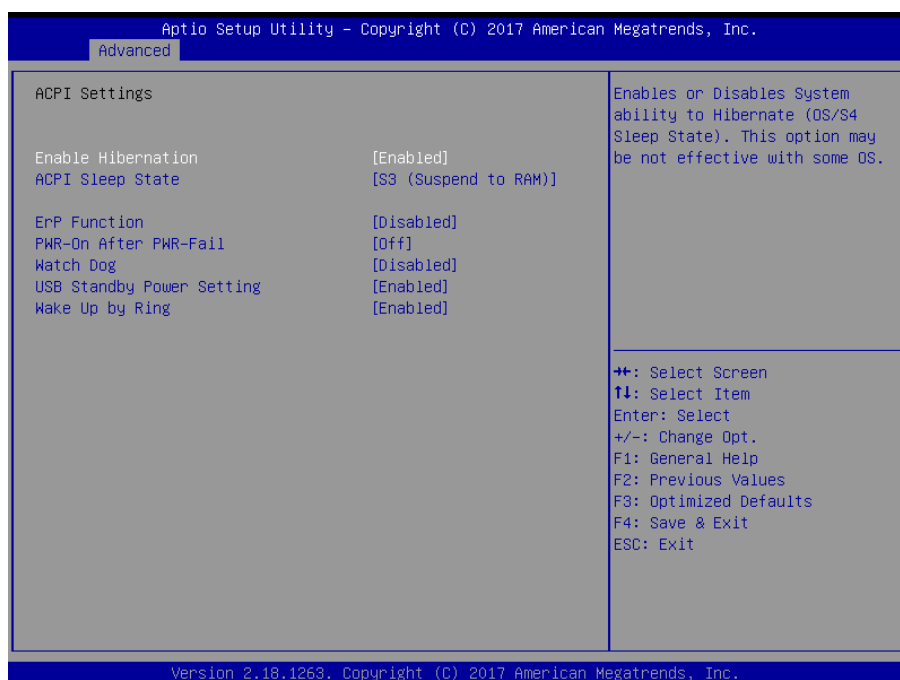 Aptio Setup Utility – Copyright (C) 2017 American Megatrends, Inc.
Advanced
ACPI Settings
Enable Hibernation [Enabled]
ACPI Sleep State [S3 (Suspend to RAM)]
ErP Function [Disabled]
PWR-On After PWR-Fail [Off]
Watch Dog [Disabled]
USB Standby Power Setting [Enabled]
Wake Up by Ring [Enabled]
Enables or Disables System
ability to Hibernate (OS/S4
Sleep State). This option may
be not effective with some OS.
→←: Select Screen
↑↓: Select Item
Enter: Select
+/-: Change Opt.
F1: General Help
F2: Previous Values
F3: Optimized Defaults
F4: Save & Exit
ESC: Exit
Version 2.18.1263. Copyright (C) 2017 American Megatrends, Inc.